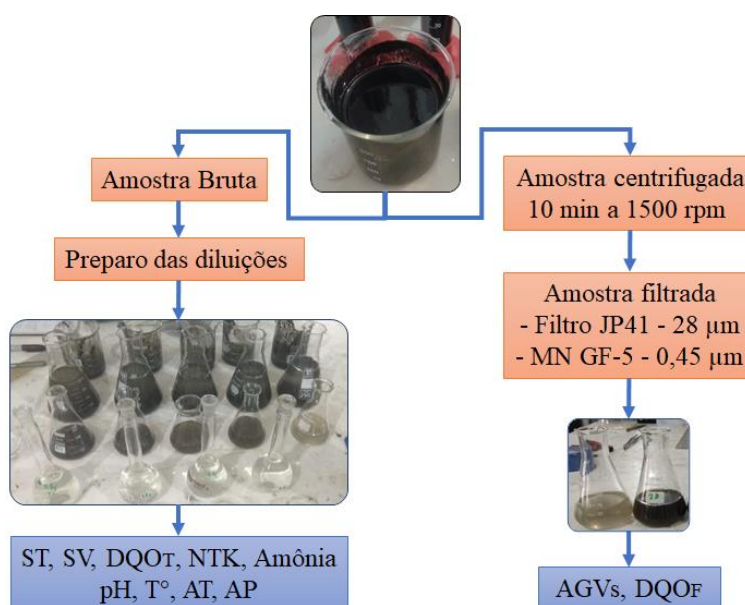 Amostra Bruta
Preparo das diluições
ST, SV, DQOT, NTK, Amônia
pH, T°, AT, AP
Amostra centrifugada
10 min a 1500 rpm
Amostra filtrada
- Filtro JP41 - 28 µm
- MN GF-5 - 0,45 µm
AGVs, DQOF